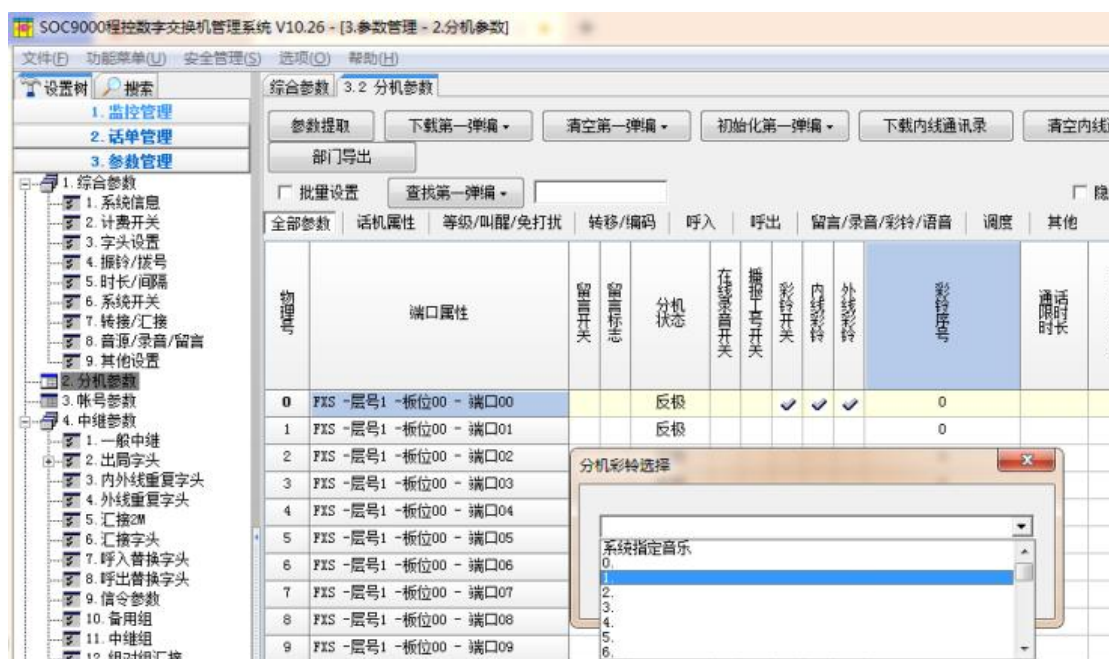 SOC9000程控数字交换机管理系统 V10.26 - [3.参数管理 - 2.分机参数]
文件(F) 功能菜单(U) 安全管理(S) 选项(O) 帮助(H)
设置树 搜索
综合参数 3.2 分机参数
1.监控管理
2.话单管理
3.参数管理
1.综合参数
1.系统信息
2.计费开关
3.字头设置
4.振铃/拨号
5.时长/间隔
6.系统开关
7.转接/汇接
8.音源/录音/留言
9.其他设置
2.分机参数
3.帐号参数
4.中继参数
1.一般中继
2.出局字头
3.内外线重复字头
4.外线重复字头
5.汇接2M
6.汇接字头
7.呼入替换字头
8.呼出替换字头
9.信令参数
10.备用组
11.中继组
12.组对组汇接
参数提取 下载第一弹编 清空第一弹编 初始化第一弹编 下载内线通讯录 清空内线
部门导出
批量设置 查找第一弹编 隐
全部参数 话机属性 等级/叫醒/免打扰 转移/编码 呼入 呼出 留言/录音/彩铃/语音 调度 其他
物理号 端口属性 留言开关 留言标志 分机状态 在线录音开关 播报工号开关 彩铃开关 内线彩铃 外线彩铃 彩铃序号 通话限时时长
0 FXS -层号1 -板位00 - 端口00 反极 0
1 FXS -层号1 -板位00 - 端口01 反极 0
2 FXS -层号1 -板位00 - 端口02
3 FXS -层号1 -板位00 - 端口03
4 FXS -层号1 -板位00 - 端口04
5 FXS -层号1 -板位00 - 端口05
6 FXS -层号1 -板位00 - 端口06
7 FXS -层号1 -板位00 - 端口07
8 FXS -层号1 -板位00 - 端口08
9 FXS -层号1 -板位00 - 端口09
分机彩铃选择
系统指定音乐
0.
1.
2.
3.
4.
5.
6.